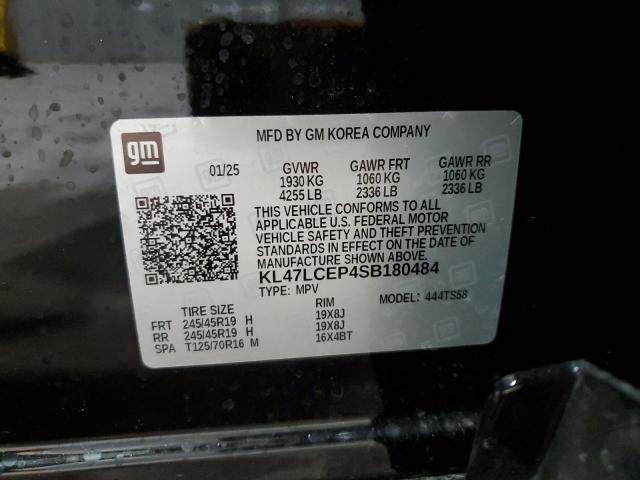 gm
MFD BY GM KOREA COMPANY
01/25 GVWR GAWR FRT GAWR RR
1930 KG 1060 KG 1060 KG
4255 LB 2336 LB 2336 LB
THIS VEHICLE CONFORMS TO ALL
APPLICABLE U.S. FEDERAL MOTOR
VEHICLE SAFETY AND THEFT
PREVENTION STANDARDS IN EFFECT ON THE DATE OF
MANUFACTURE SHOWN ABOVE.
KL47LCEP4SB180484
TYPE: MPV MODEL: 444TS58
TIRE SIZE RIM
FRT 245/45R19 H 19X8J
RR 245/45R19 H 19X8J
SPA T125/70R16 M 16X4BT